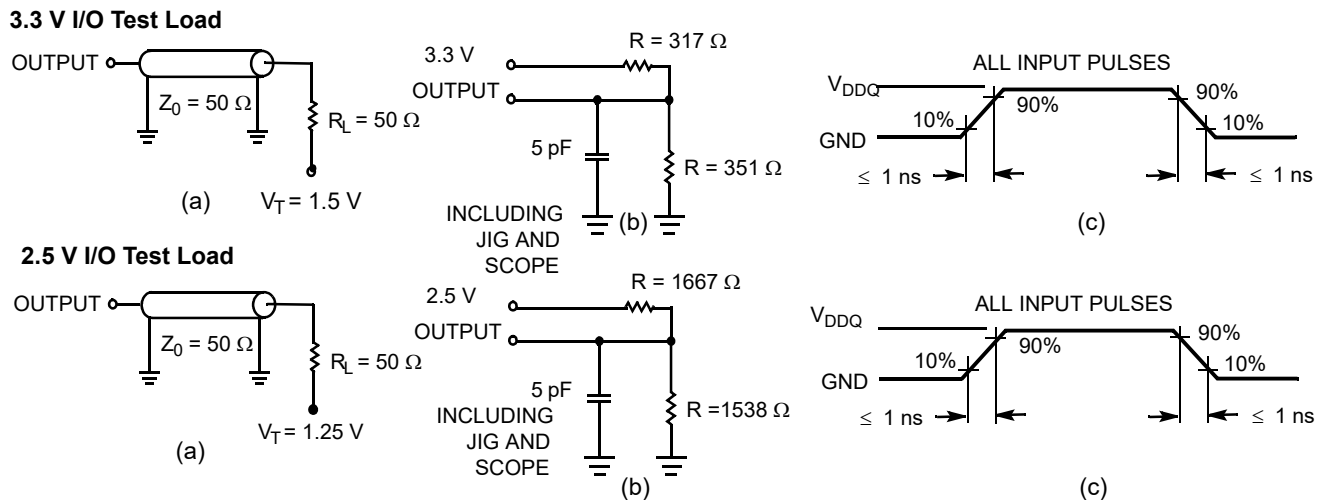 3.3 V I/O Test Load
OUTPUT
Z0 = 50 Ω
RL = 50 Ω
VT = 1.5 V
(a)
3.3 V
OUTPUT
R = 317 Ω
5 pF
R = 351 Ω
INCLUDING
JIG AND
SCOPE
(b)
ALL INPUT PULSES
VDDQ
GND
10%
90%
90%
10%
≤ 1 ns
≤ 1 ns
(c)
2.5 V I/O Test Load
OUTPUT
Z0 = 50 Ω
RL = 50 Ω
VT = 1.25 V
(a)
2.5 V
OUTPUT
R = 1667 Ω
5 pF
R =1538 Ω
INCLUDING
JIG AND
SCOPE
(b)
ALL INPUT PULSES
VDDQ
GND
10%
90%
90%
10%
≤ 1 ns
≤ 1 ns
(c)